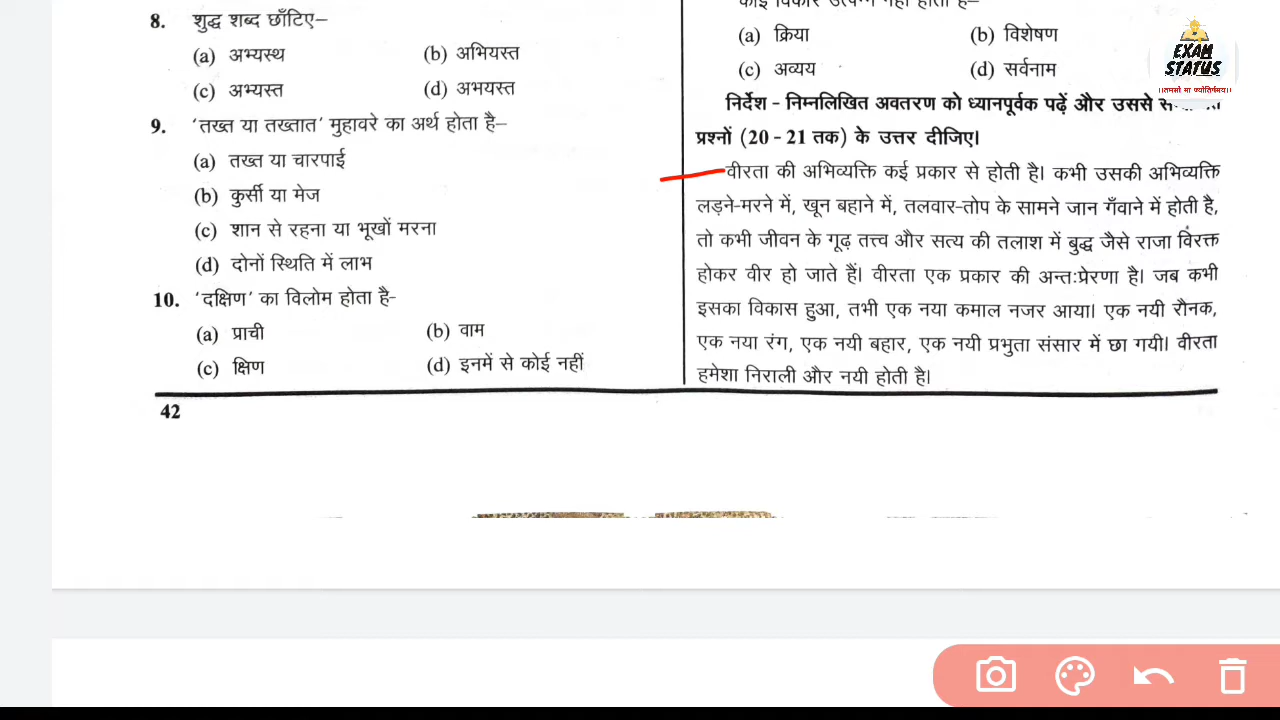 8. शुद्ध शब्द छाँटिए–
(a) अभ्यस्थ (b) अभियस्त
(c) अभ्यस्त (d) अभयस्त
9. 'तख्त या तख्तात' मुहावरे का अर्थ होता है–
(a) तख्त या चारपाई
(b) कुर्सी या मेज
(c) शान से रहना या भूखों मरना
(d) दोनों स्थिति में लाभ
10. 'दक्षिण' का विलोम होता है-
(a) प्राची (b) वाम
(c) क्षिण (d) इनमें से कोई नहीं
42
कोई विकार उत्पन्न नहीं होता है–
(a) क्रिया (b) विशेषण
(c) अव्यय (d) सर्वनाम
निर्देश - निम्नलिखित अवतरण को ध्यानपूर्वक पढ़ें और उससे
प्रश्नों (20 - 21 तक) के उत्तर दीजिए।
वीरता की अभिव्यक्ति कई प्रकार से होती है। कभी उसकी अभिव्यक्ति
लड़ने-मरने में, खून बहाने में, तलवार-तोप के सामने जान गँवाने में होती है,
तो कभी जीवन के गूढ़ तत्त्व और सत्य की तलाश में बुद्ध जैसे राजा विरक्त
होकर वीर हो जाते हैं। वीरता एक प्रकार की अन्तःप्रेरणा है। जब कभी
इसका विकास हुआ, तभी एक नया कमाल नजर आया। एक नयी रौनक,
एक नया रंग, एक नयी बहार, एक नयी प्रभुता संसार में छा गयी। वीरता
हमेशा निराली और नयी होती है।
EXAM
STATUS
।।तमसो मा ज्योतिर्गमय।।